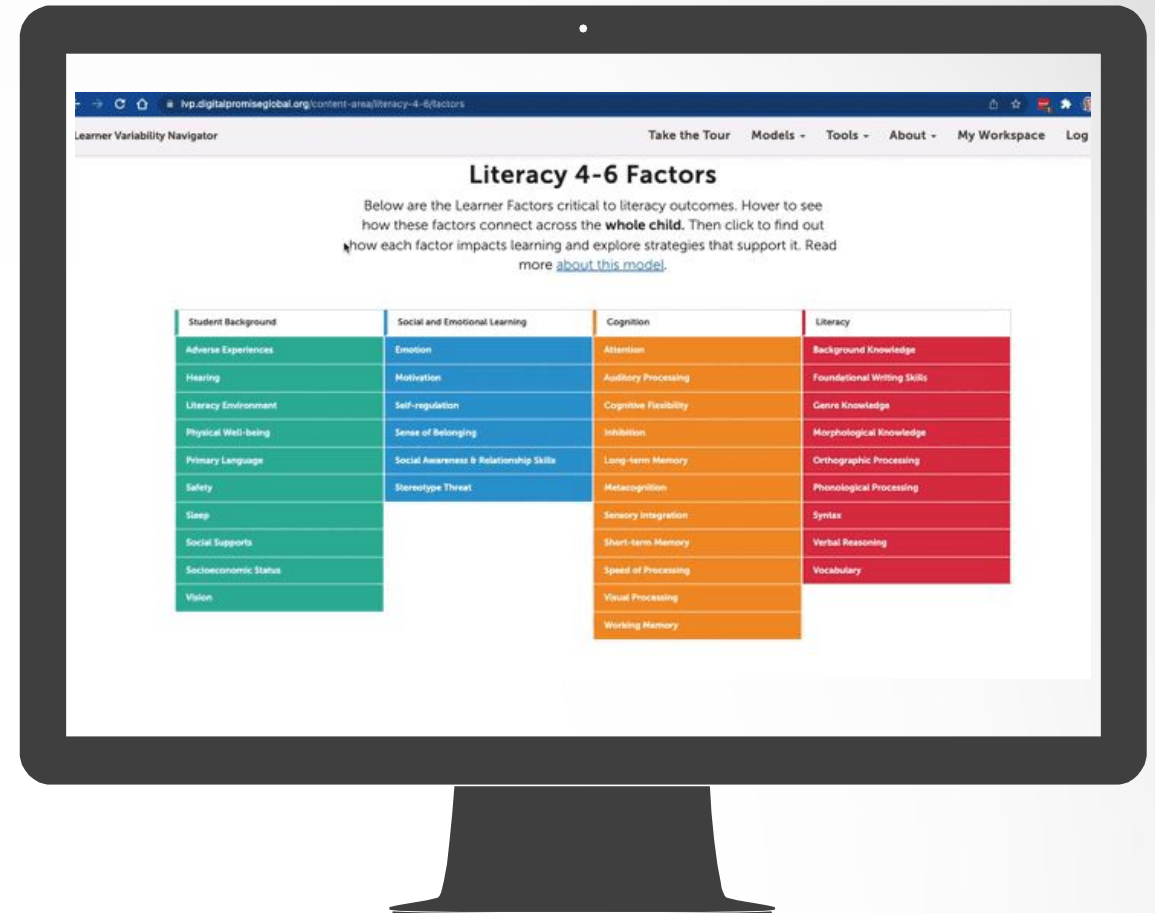 lvp.digitalpromiseglobal.org/content-area/literacy-4-6/factors
Learner Variability Navigator
Take the Tour Models Tools About My Workspace Log
Literacy 4-6 Factors
Below are the Learner Factors critical to literacy outcomes. Hover to see
how these factors connect across the whole child. Then click to find out
how each factor impacts learning and explore strategies that support it. Read
more about this model.
Student Background
Adverse Experiences
Hearing
Literacy Environment
Physical Well-being
Primary Language
Safety
Sleep
Social Supports
Socioeconomic Status
Vision
Social and Emotional Learning
Emotion
Motivation
Self-regulation
Sense of Belonging
Social Awareness & Relationship Skills
Stereotype Threat
Cognition
Attention
Auditory Processing
Cognitive Flexibility
Inhibition
Long-term Memory
Metacognition
Sensory Integration
Short-term Memory
Speed of Processing
Visual Processing
Working Memory
Literacy
Background Knowledge
Foundational Writing Skills
Genre Knowledge
Morphological Knowledge
Orthographic Processing
Phonological Processing
Syntax
Verbal Reasoning
Vocabulary